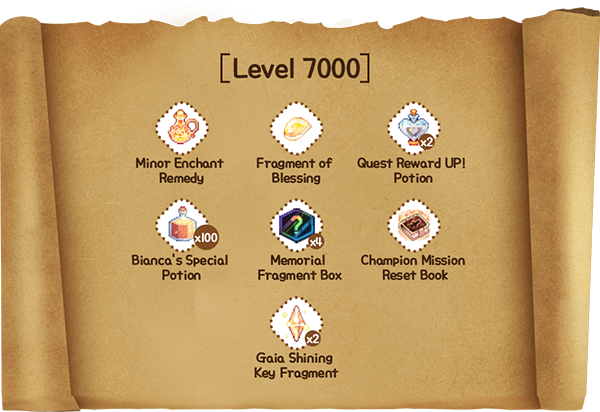 [Level 7000]
Minor Enchant
Remedy
Fragment of
Blessing
x2
Quest Reward UP!
Potion
x100
Bianca's Special
Potion
?
x4
Memorial
Fragment Box
Champion Mission
Reset Book
x2
Gaia Shining
Key Fragment